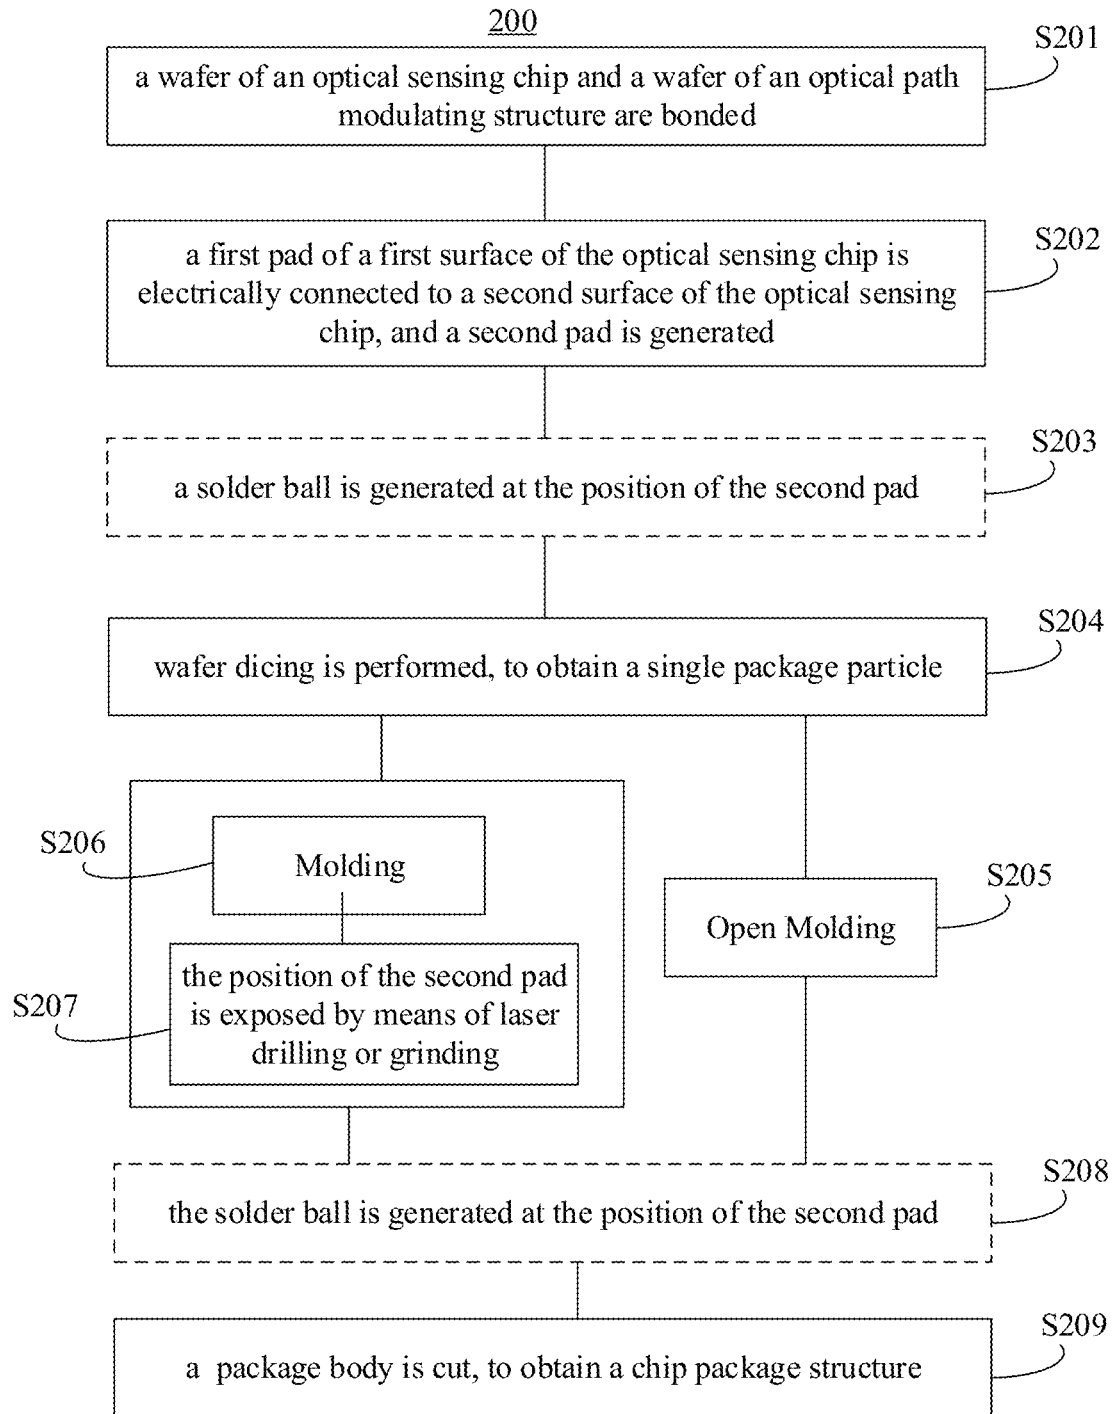 200
S201
a wafer of an optical sensing chip and a wafer of an optical path
modulating structure are bonded
S202
a first pad of a first surface of the optical sensing chip is
electrically connected to a second surface of the optical sensing
chip, and a second pad is generated
S203
a solder ball is generated at the position of the second pad
S204
wafer dicing is performed, to obtain a single package particle
S206
Molding
S205
Open Molding
S207
the position of the second pad
is exposed by means of laser
drilling or grinding
S208
the solder ball is generated at the position of the second pad
S209
a package body is cut, to obtain a chip package structure